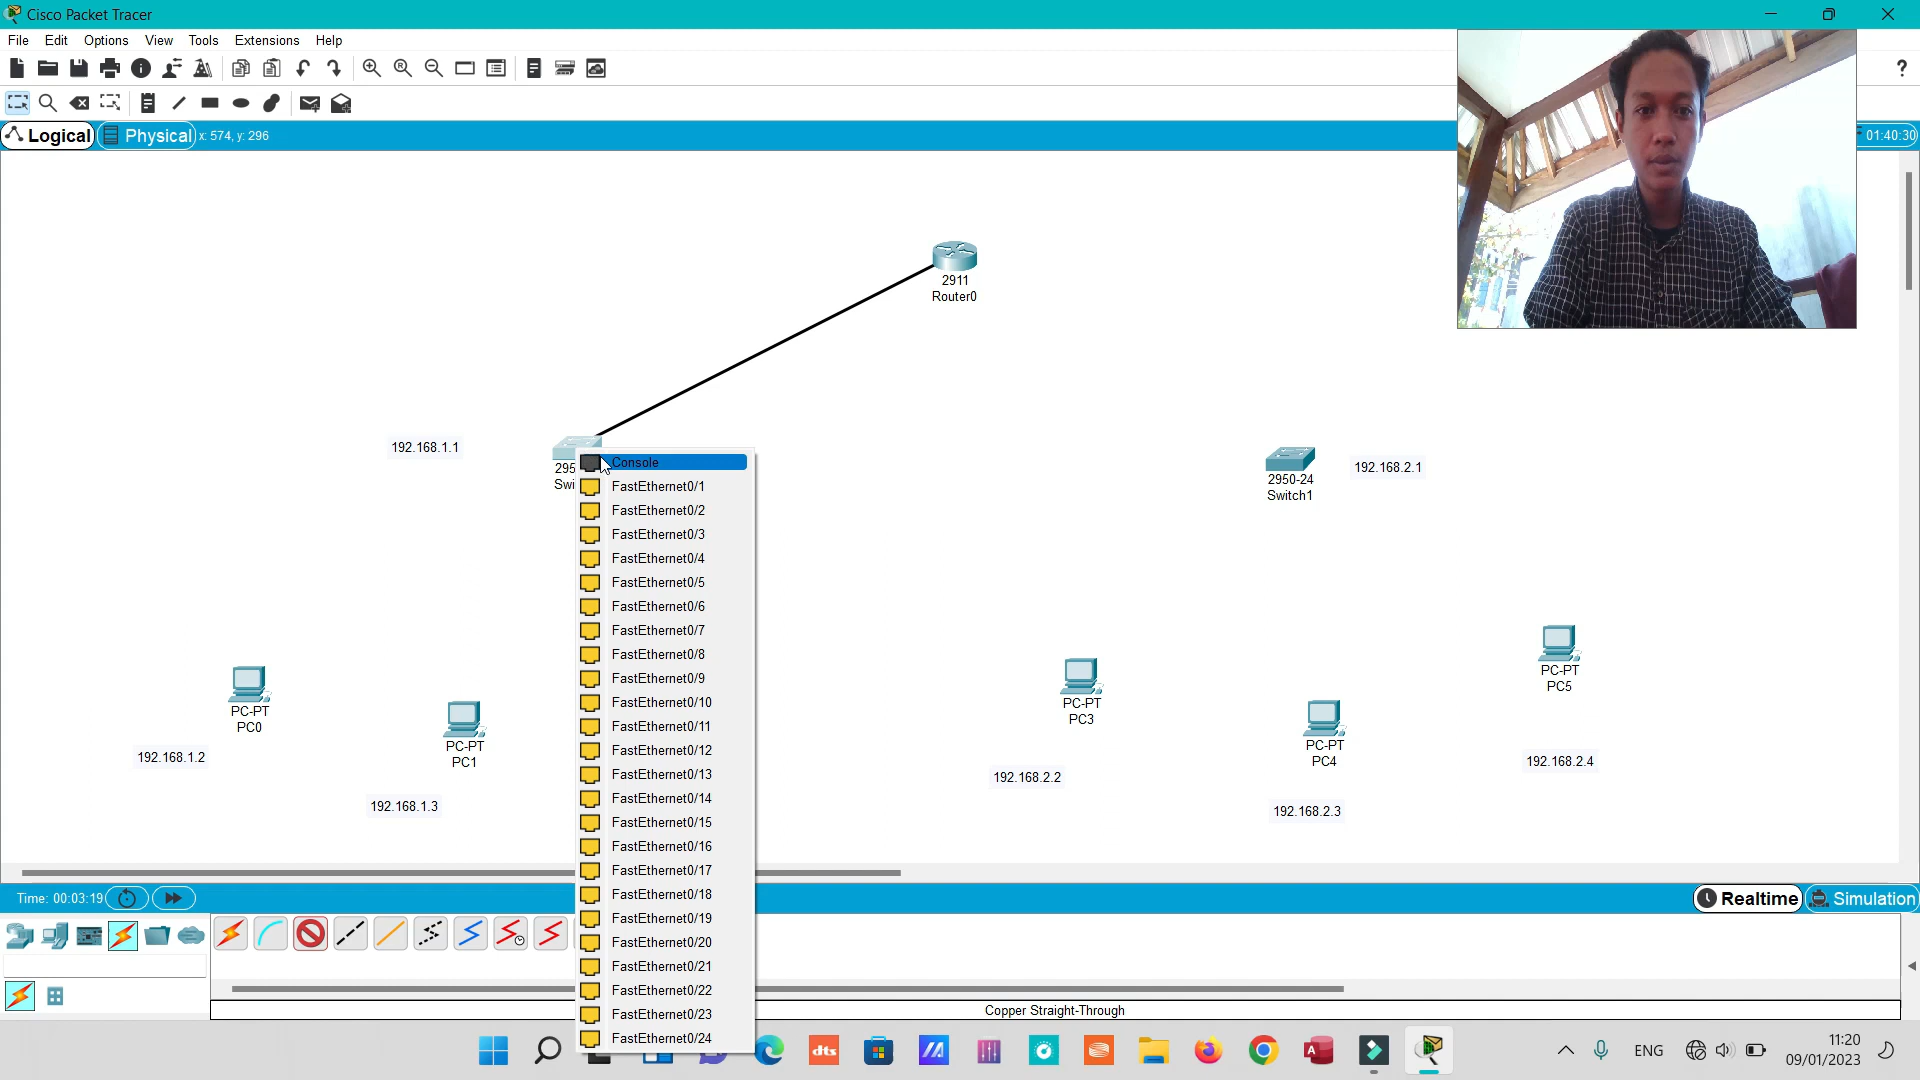 Cisco Packet Tracer
File Edit Options View Tools Extensions Help
?
Logical Physical x: 574, y: 296 01:40:30
2911
Router0
192.168.1.1
295
Swi
Console
FastEthernet0/1
FastEthernet0/2
FastEthernet0/3
FastEthernet0/4
FastEthernet0/5
FastEthernet0/6
FastEthernet0/7
FastEthernet0/8
FastEthernet0/9
FastEthernet0/10
FastEthernet0/11
FastEthernet0/12
FastEthernet0/13
FastEthernet0/14
FastEthernet0/15
FastEthernet0/16
FastEthernet0/17
FastEthernet0/18
FastEthernet0/19
FastEthernet0/20
FastEthernet0/21
FastEthernet0/22
FastEthernet0/23
FastEthernet0/24
2950-24
Switch1
192.168.2.1
PC-PT
PC0
192.168.1.2
PC-PT
PC1
192.168.1.3
PC-PT
PC3
192.168.2.2
PC-PT
PC4
192.168.2.3
PC-PT
PC5
192.168.2.4
Time: 00:03:19 Realtime Simulation
Copper Straight-Through
dts
A
ENG
11:20
09/01/2023